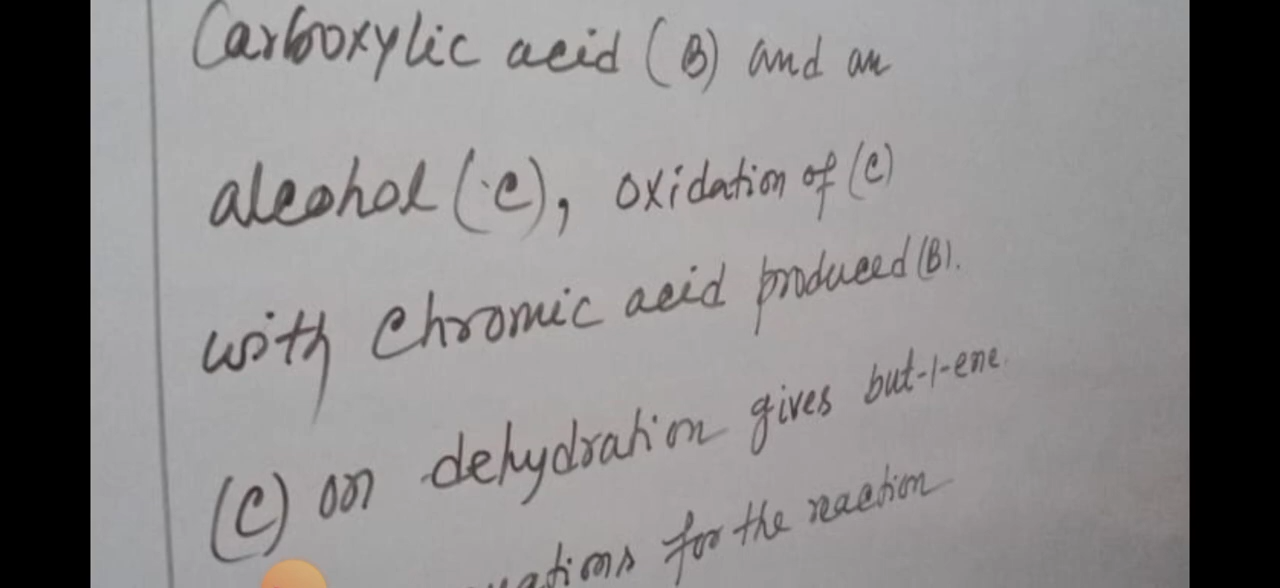 Carboxylic acid (B) and an
alcohol (C), oxidation of (C)
with Chromic acid produced (B).
(C) on dehydration gives but-1-ene.
for the reaction